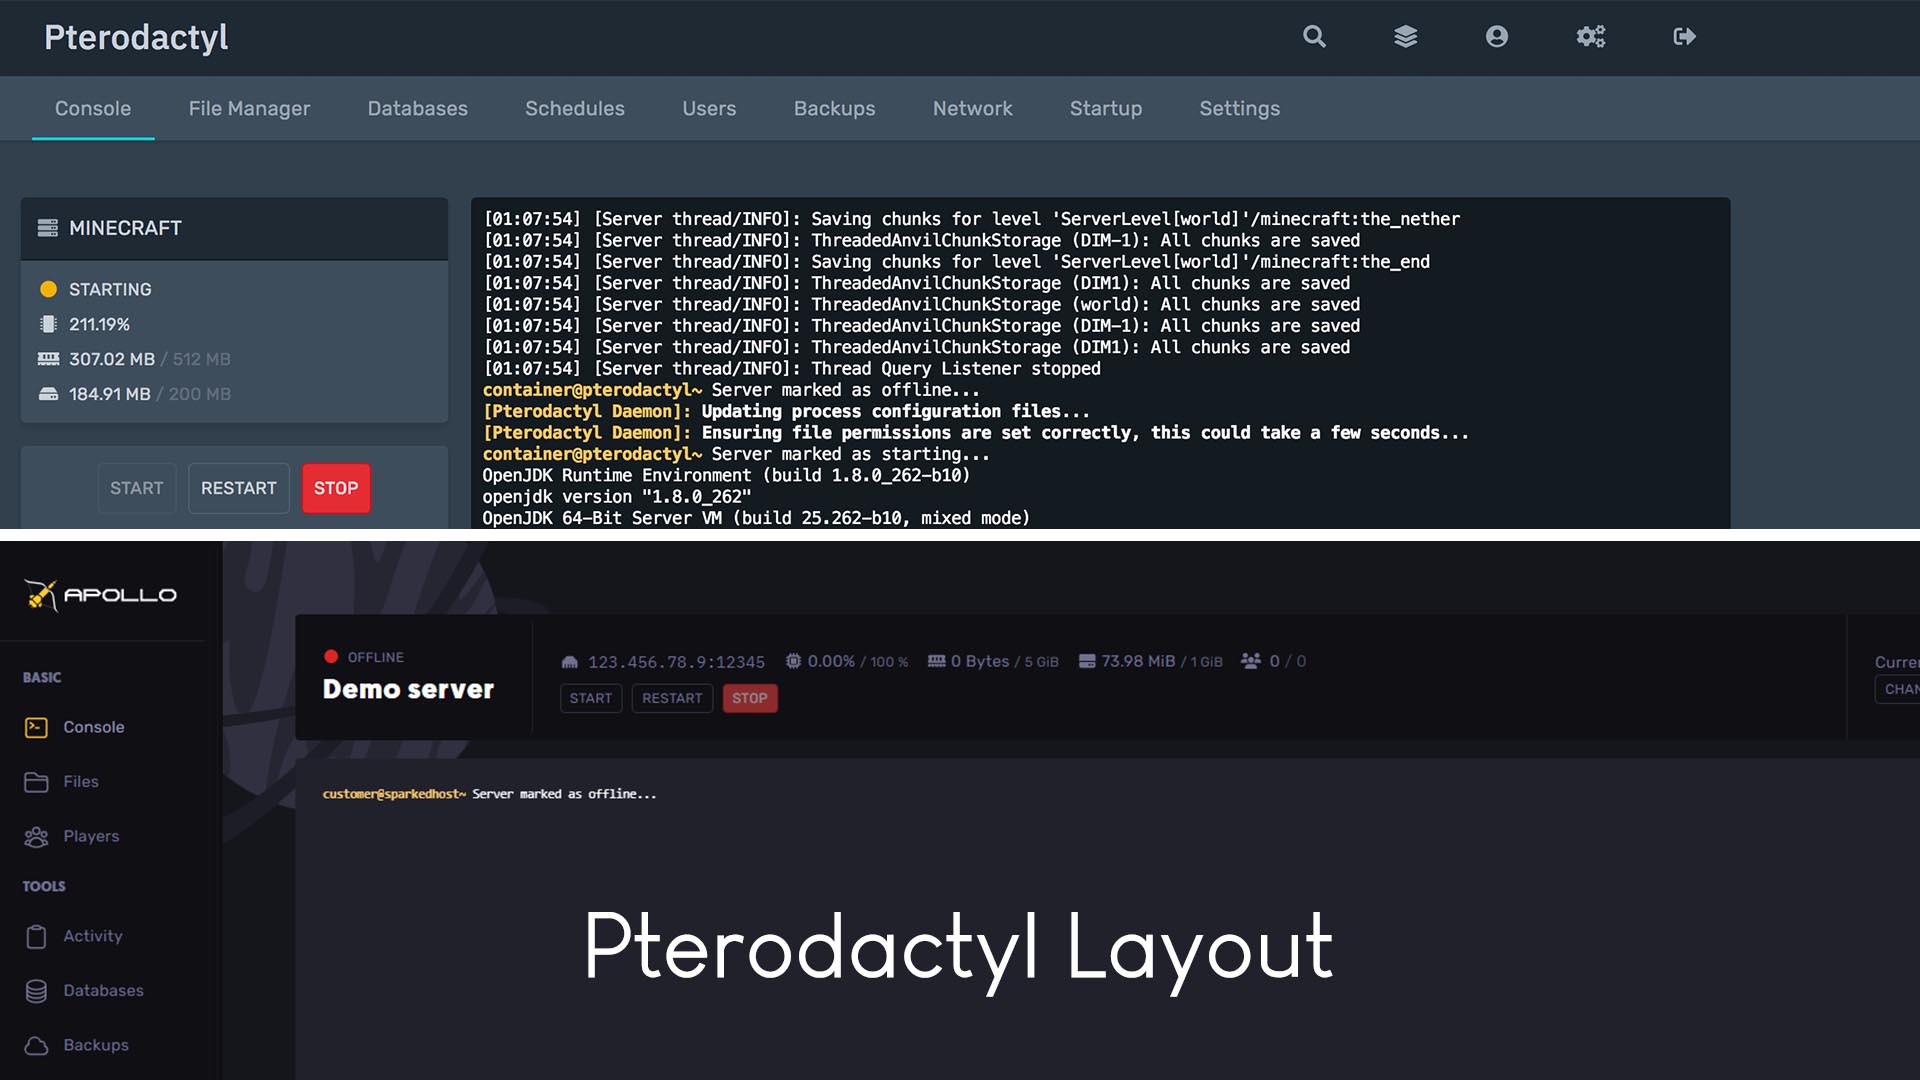 Pterodactyl
Console File Manager Databases Schedules Users Backups Network Startup Settings
MINECRAFT
STARTING
211.19%
307.02 MB / 512 MB
184.91 MB / 200 MB
START RESTART STOP
[01:07:54] [Server thread/INFO]: Saving chunks for level 'ServerLevel[world]'/minecraft:the_nether
[01:07:54] [Server thread/INFO]: ThreadedAnvilChunkStorage (DIM-1): All chunks are saved
[01:07:54] [Server thread/INFO]: Saving chunks for level 'ServerLevel[world]'/minecraft:the_end
[01:07:54] [Server thread/INFO]: ThreadedAnvilChunkStorage (DIM1): All chunks are saved
[01:07:54] [Server thread/INFO]: ThreadedAnvilChunkStorage (world): All chunks are saved
[01:07:54] [Server thread/INFO]: ThreadedAnvilChunkStorage (DIM-1): All chunks are saved
[01:07:54] [Server thread/INFO]: ThreadedAnvilChunkStorage (DIM1): All chunks are saved
[01:07:54] [Server thread/INFO]: Thread Query Listener stopped
container@pterodactyl~ Server marked as offline...
[Pterodactyl Daemon]: Updating process configuration files...
[Pterodactyl Daemon]: Ensuring file permissions are set correctly, this could take a few seconds...
container@pterodactyl~ Server marked as starting...
OpenJDK Runtime Environment (build 1.8.0_262-b10)
openjdk version "1.8.0_262"
OpenJDK 64-Bit Server VM (build 25.262-b10, mixed mode)
APOLLO
BASIC
Console
Files
Players
TOOLS
Activity
Databases
Backups
OFFLINE
Demo server
123.456.78.9:12345 0.00% / 100 % 0 Bytes / 5 GiB 73.98 MiB / 1 GiB 0 / 0
START RESTART STOP
Curre
CHAN
customer@sparkedhost~ Server marked as offline...
Pterodactyl Layout